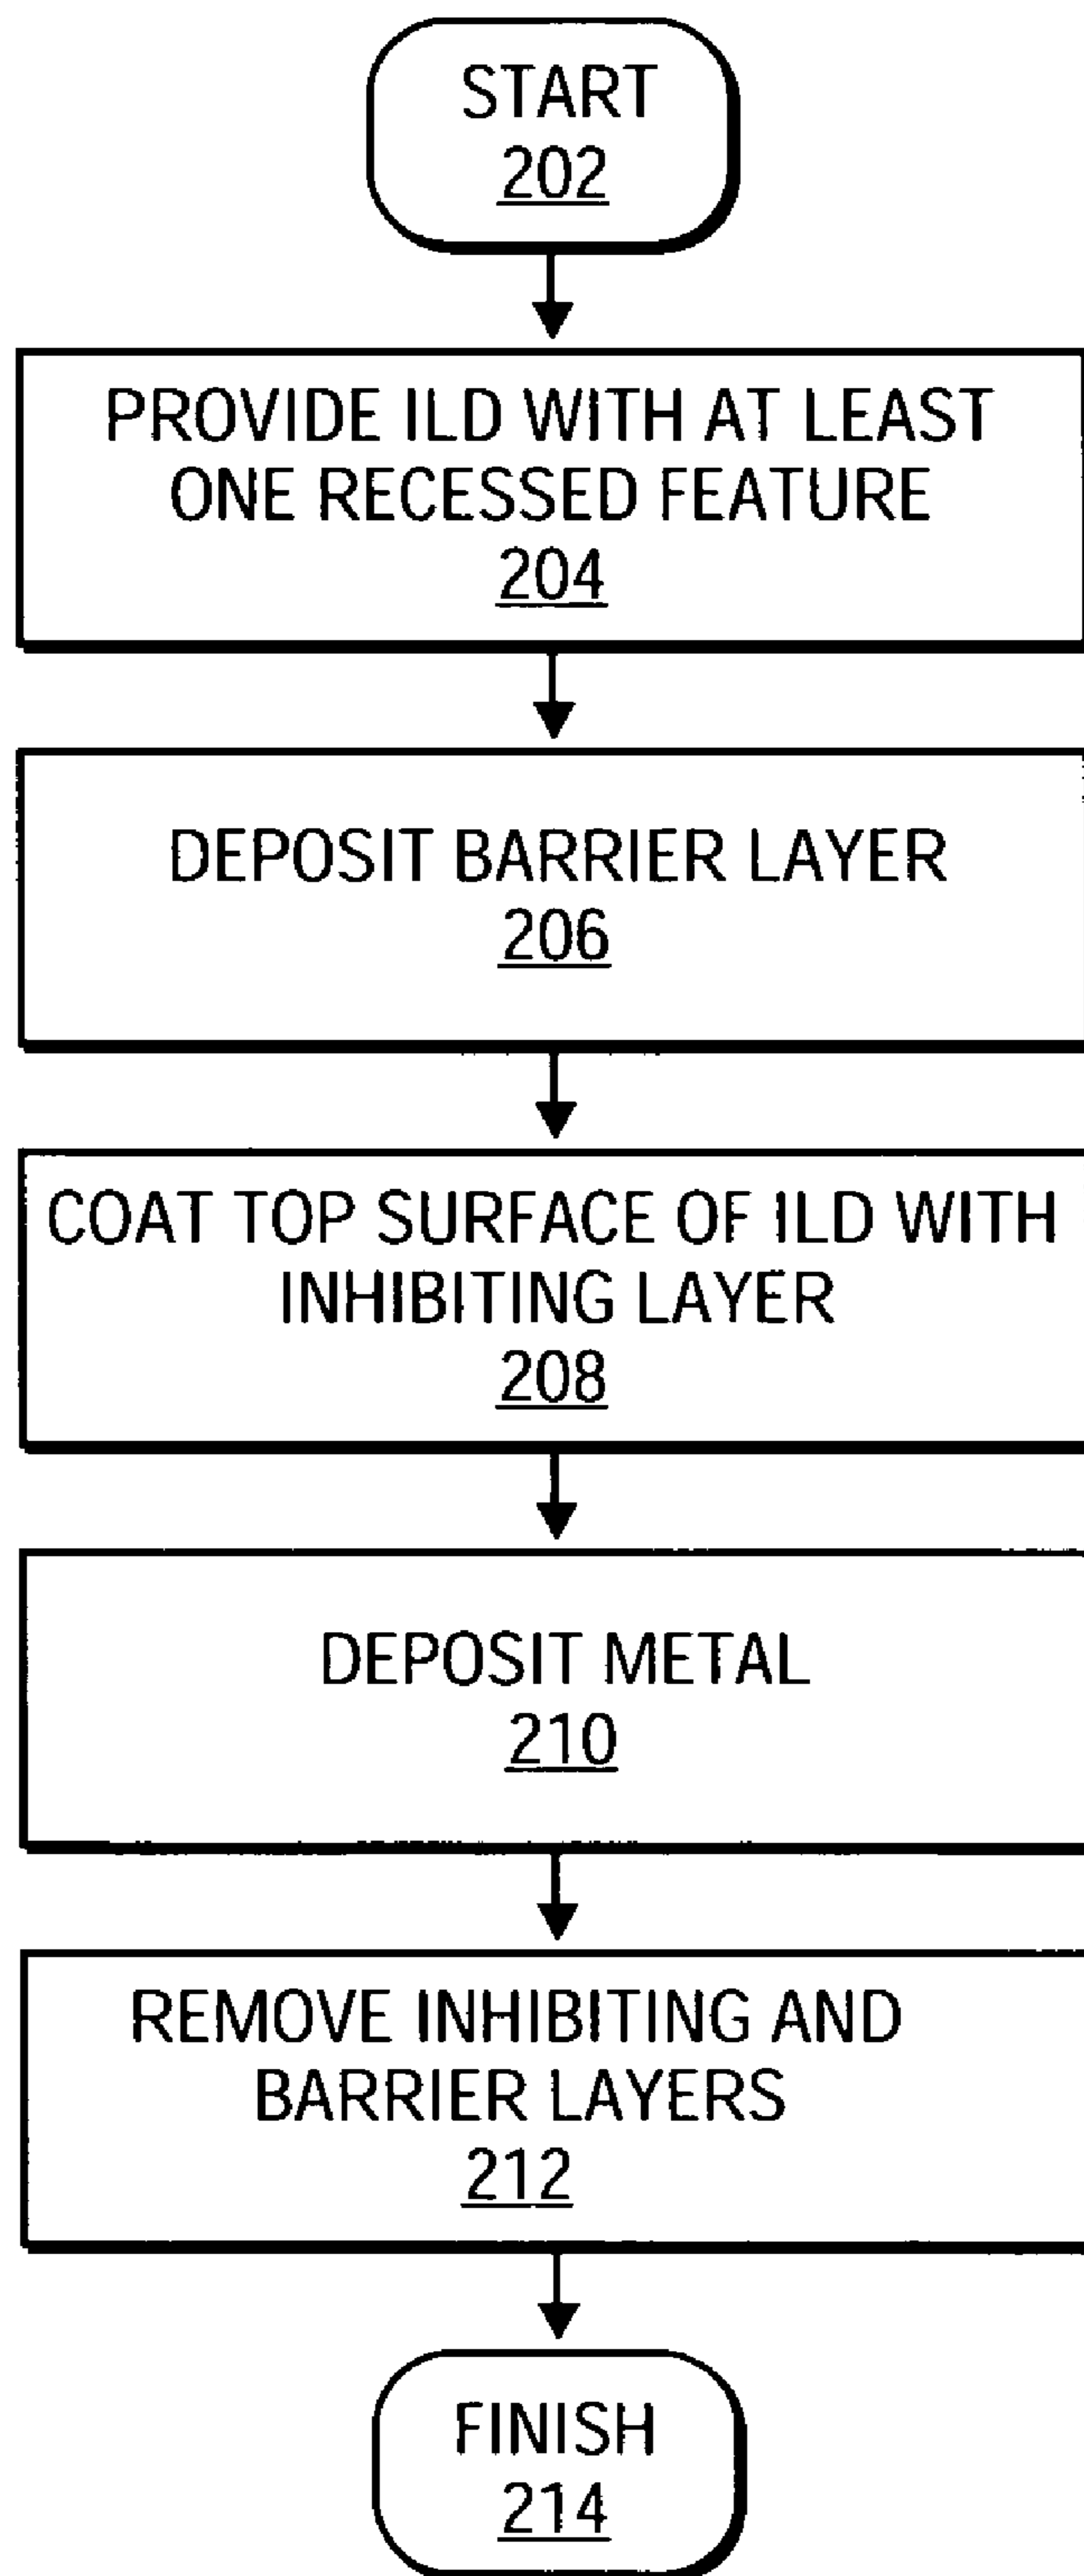 START
202
PROVIDE ILD WITH AT LEAST
ONE RECESSED FEATURE
204
DEPOSIT BARRIER LAYER
206
COAT TOP SURFACE OF ILD WITH
INHIBITING LAYER
208
DEPOSIT METAL
210
REMOVE INHIBITING AND
BARRIER LAYERS
212
FINISH
214